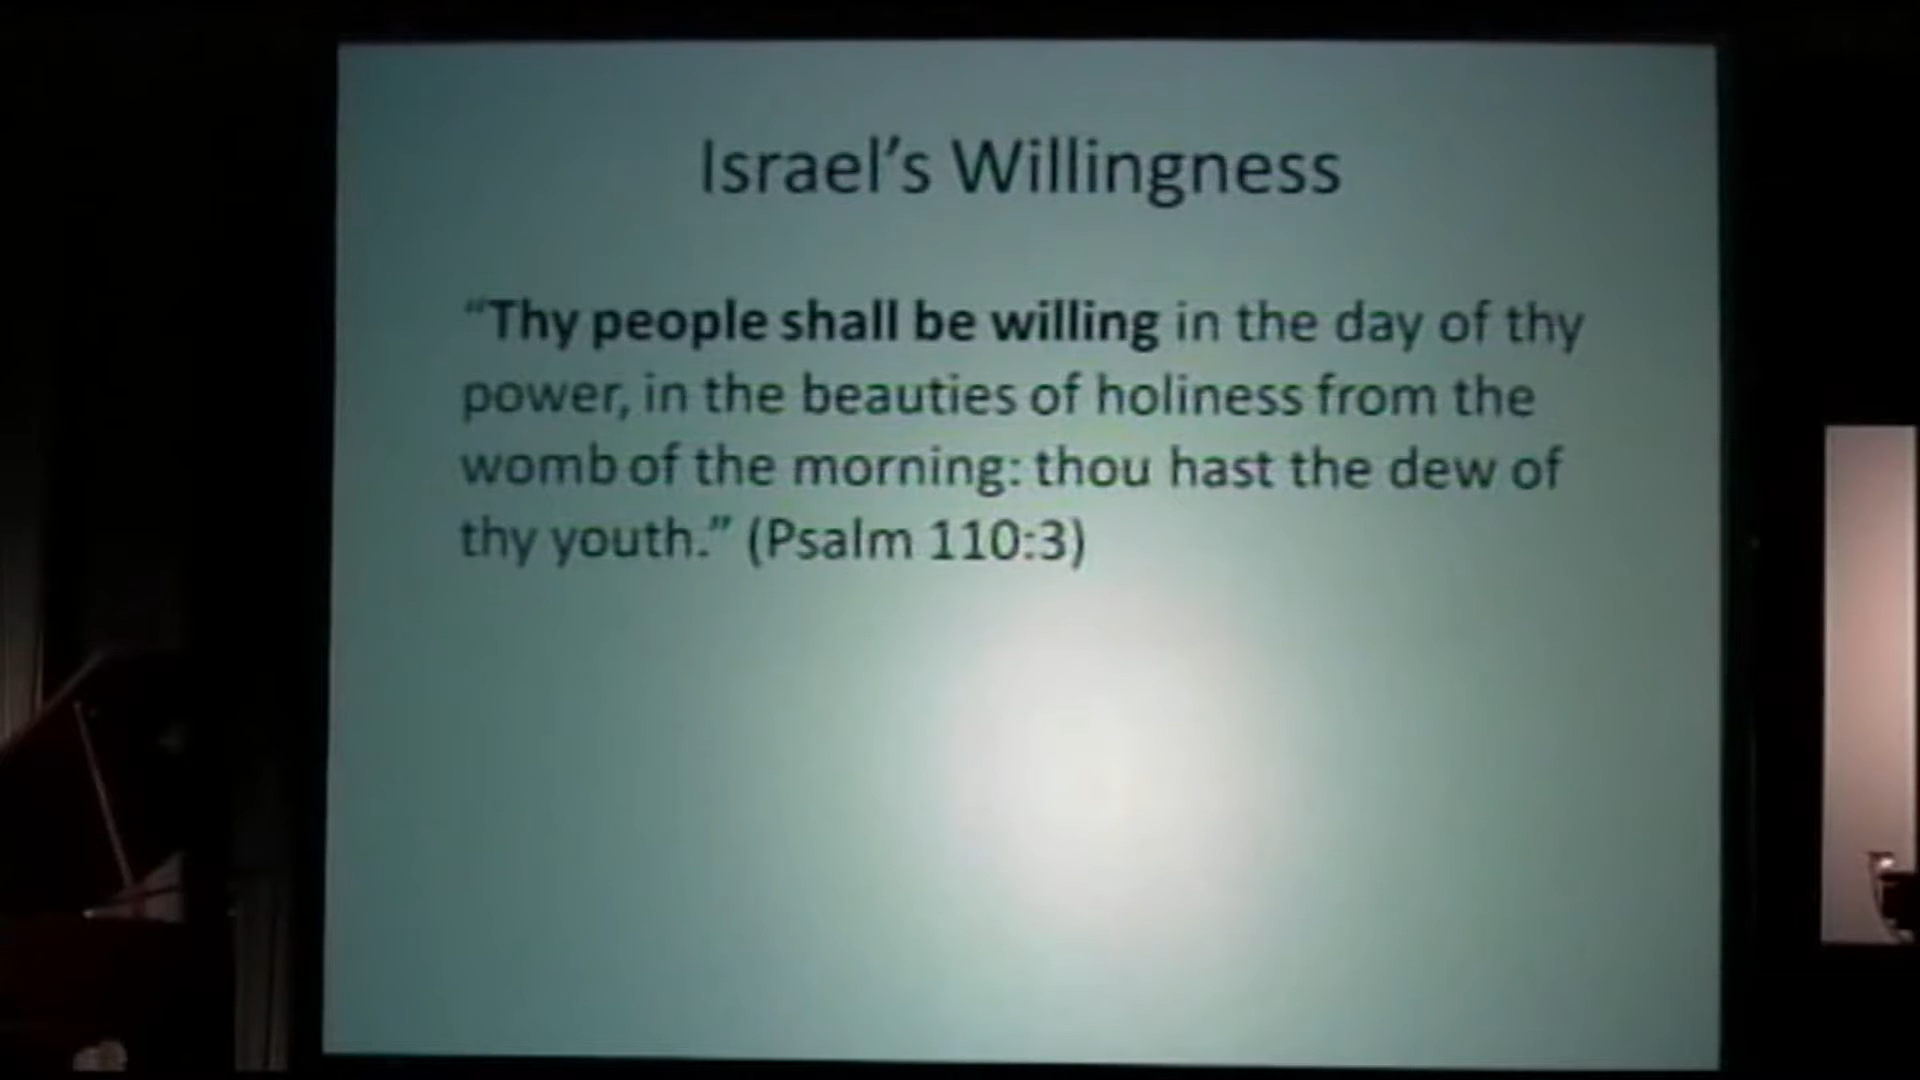 Israel’s Willingness
“Thy people shall be willing in the day of thy
power, in the beauties of holiness from the
womb of the morning: thou hast the dew of
thy youth.” (Psalm 110:3)